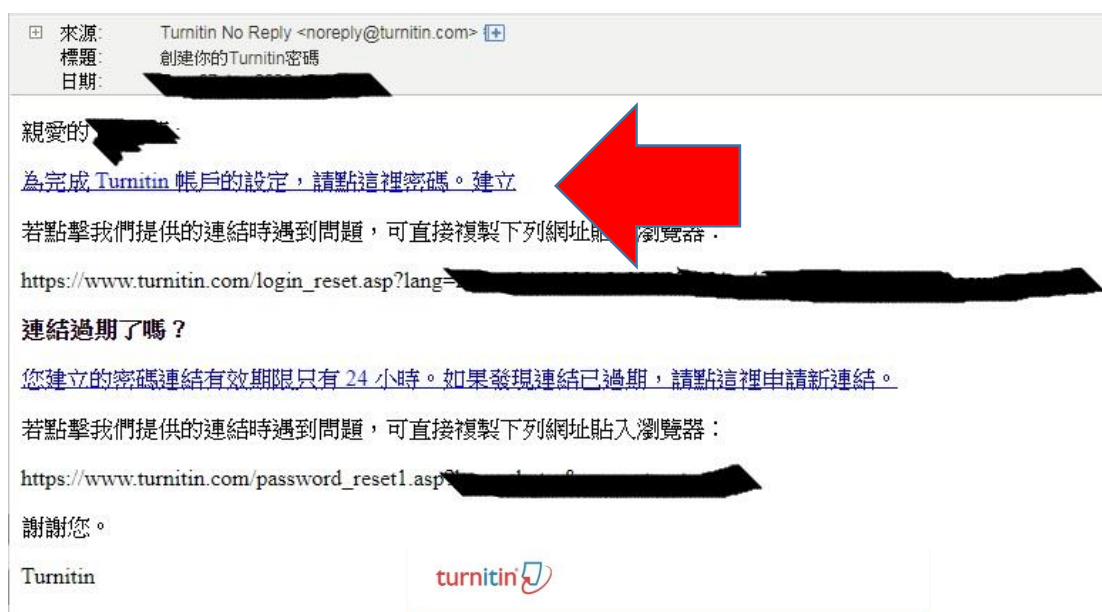 來源: Turnitin No Reply <noreply@turnitin.com>
標題: 創建你的Turnitin密碼
日期:
親愛的
為完成 Turnitin 帳戶的設定，請點這裡密碼。建立
若點擊我們提供的連結時遇到問題，可直接複製下列網址貼 瀏覽器：
https://www.turnitin.com/login_reset.asp?lang=
連結過期了嗎？
您建立的密碼連結有效期限只有 24 小時。如果發現連結已過期，請點這裡申請新連結。
若點擊我們提供的連結時遇到問題，可直接複製下列網址貼入瀏覽器：
https://www.turnitin.com/password_reset1.asp?
謝謝您。
Turnitin
turnitin